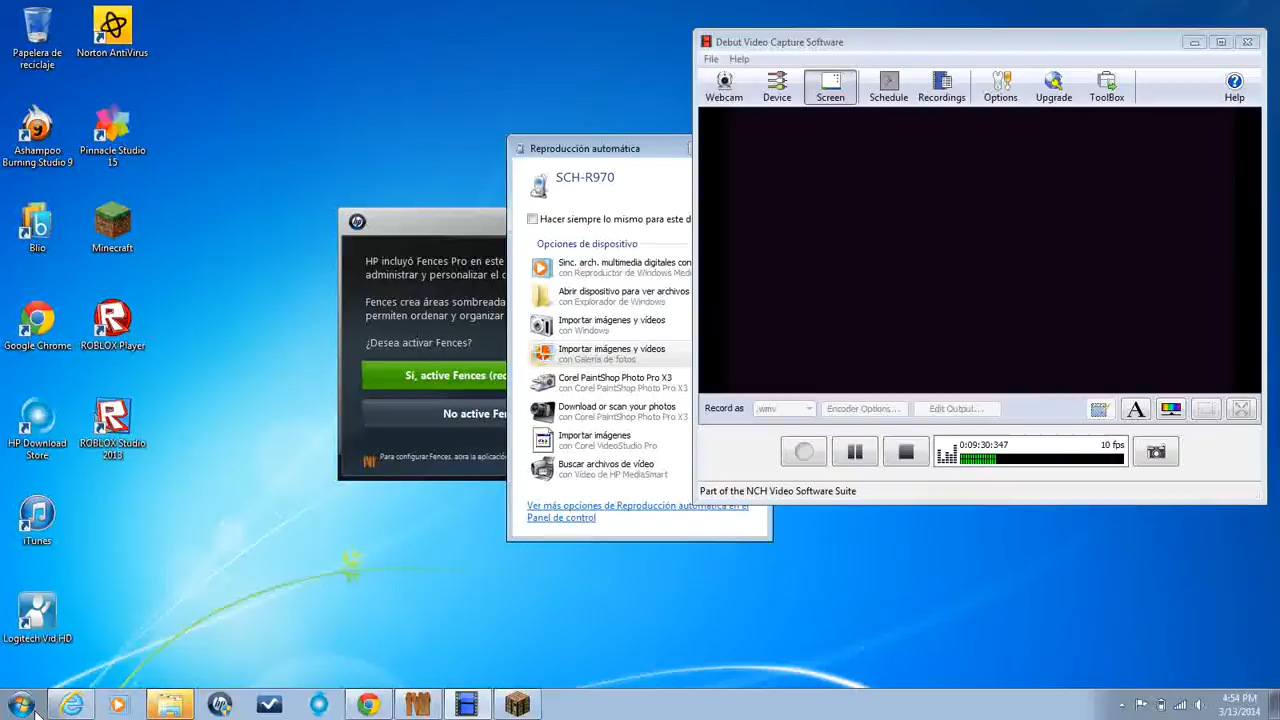 Papelera de
reciclaje
Norton AntiVirus
Ashampoo
Burning Studio 9
Pinnacle Studio
15
Blio
Minecraft
Google Chrome
ROBLOX Player
HP Download
Store
ROBLOX Studio
2013
iTunes
Logitech Vid HD
HP incluyó Fences Pro en este
administrar y personalizar el
Fences crea áreas sombreada
permiten ordenar y organizar
¿Desea activar Fences?
Sí, active Fences (rec
No active Fen
Para configurar Fences, abra la aplicación
Reproducción automática
SCH-R970
Hacer siempre lo mismo para este d
Opciones de dispositivo
Sinc. arch. multimedia digitales con
con Reproductor de Windows Med
Abrir dispositivo para ver archivos
con Explorador de Windows
Importar imágenes y vídeos
con Windows
Importar imágenes y vídeos
con Galería de fotos
Corel PaintShop Photo Pro X3
con Corel PaintShop Photo Pro X3
Download or scan your photos
con Corel PaintShop Photo Pro X3
Importar imágenes
con Corel VideoStudio Pro
Buscar archivos de vídeo
con Vídeo de HP MediaSmart
Ver más opciones de Reproducción automática en el
Panel de control
Debut Video Capture Software
File Help
Webcam Device Screen Schedule Recordings Options Upgrade ToolBox Help
Record as .wmv Encoder Options... Edit Output... A
0:09:30:347 10 fps
Part of the NCH Video Software Suite
4:54 PM
3/13/2014